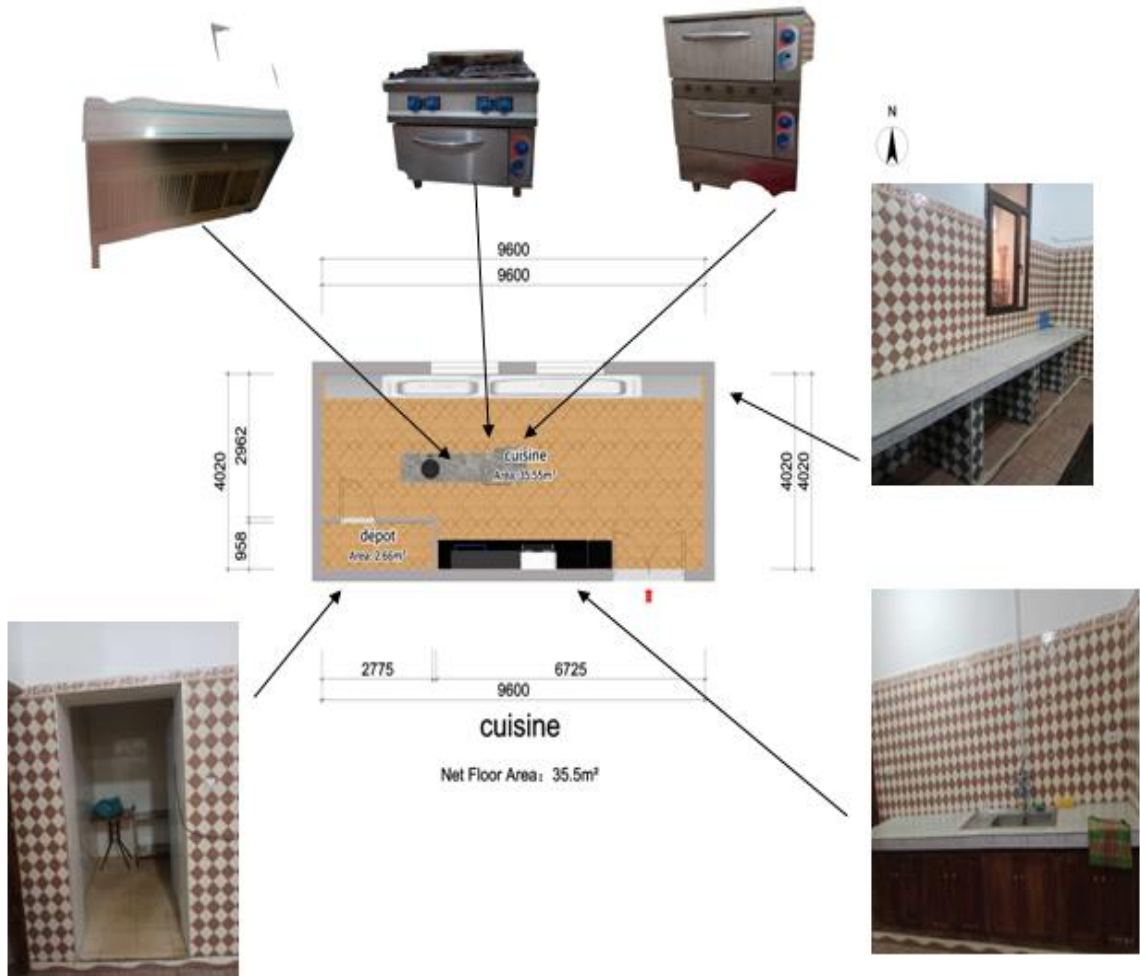 N
9600
9600
4020
2962
958
4020
4020
cuisine
Area: 35.55m²
dépot
Area: 2.66m²
2775
6725
9600
cuisine
Net Floor Area： 35.5m²